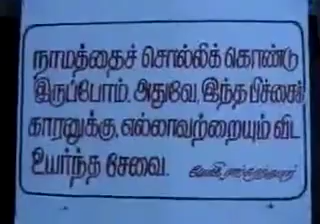 நாமத்தைச் சொல்லிக் கொண்டு
இருப்போம். அதுவே, இந்த பிச்சைக்
காரனுக்கு, எல்லாவற்றையும் விட
உயர்ந்த சேவை.